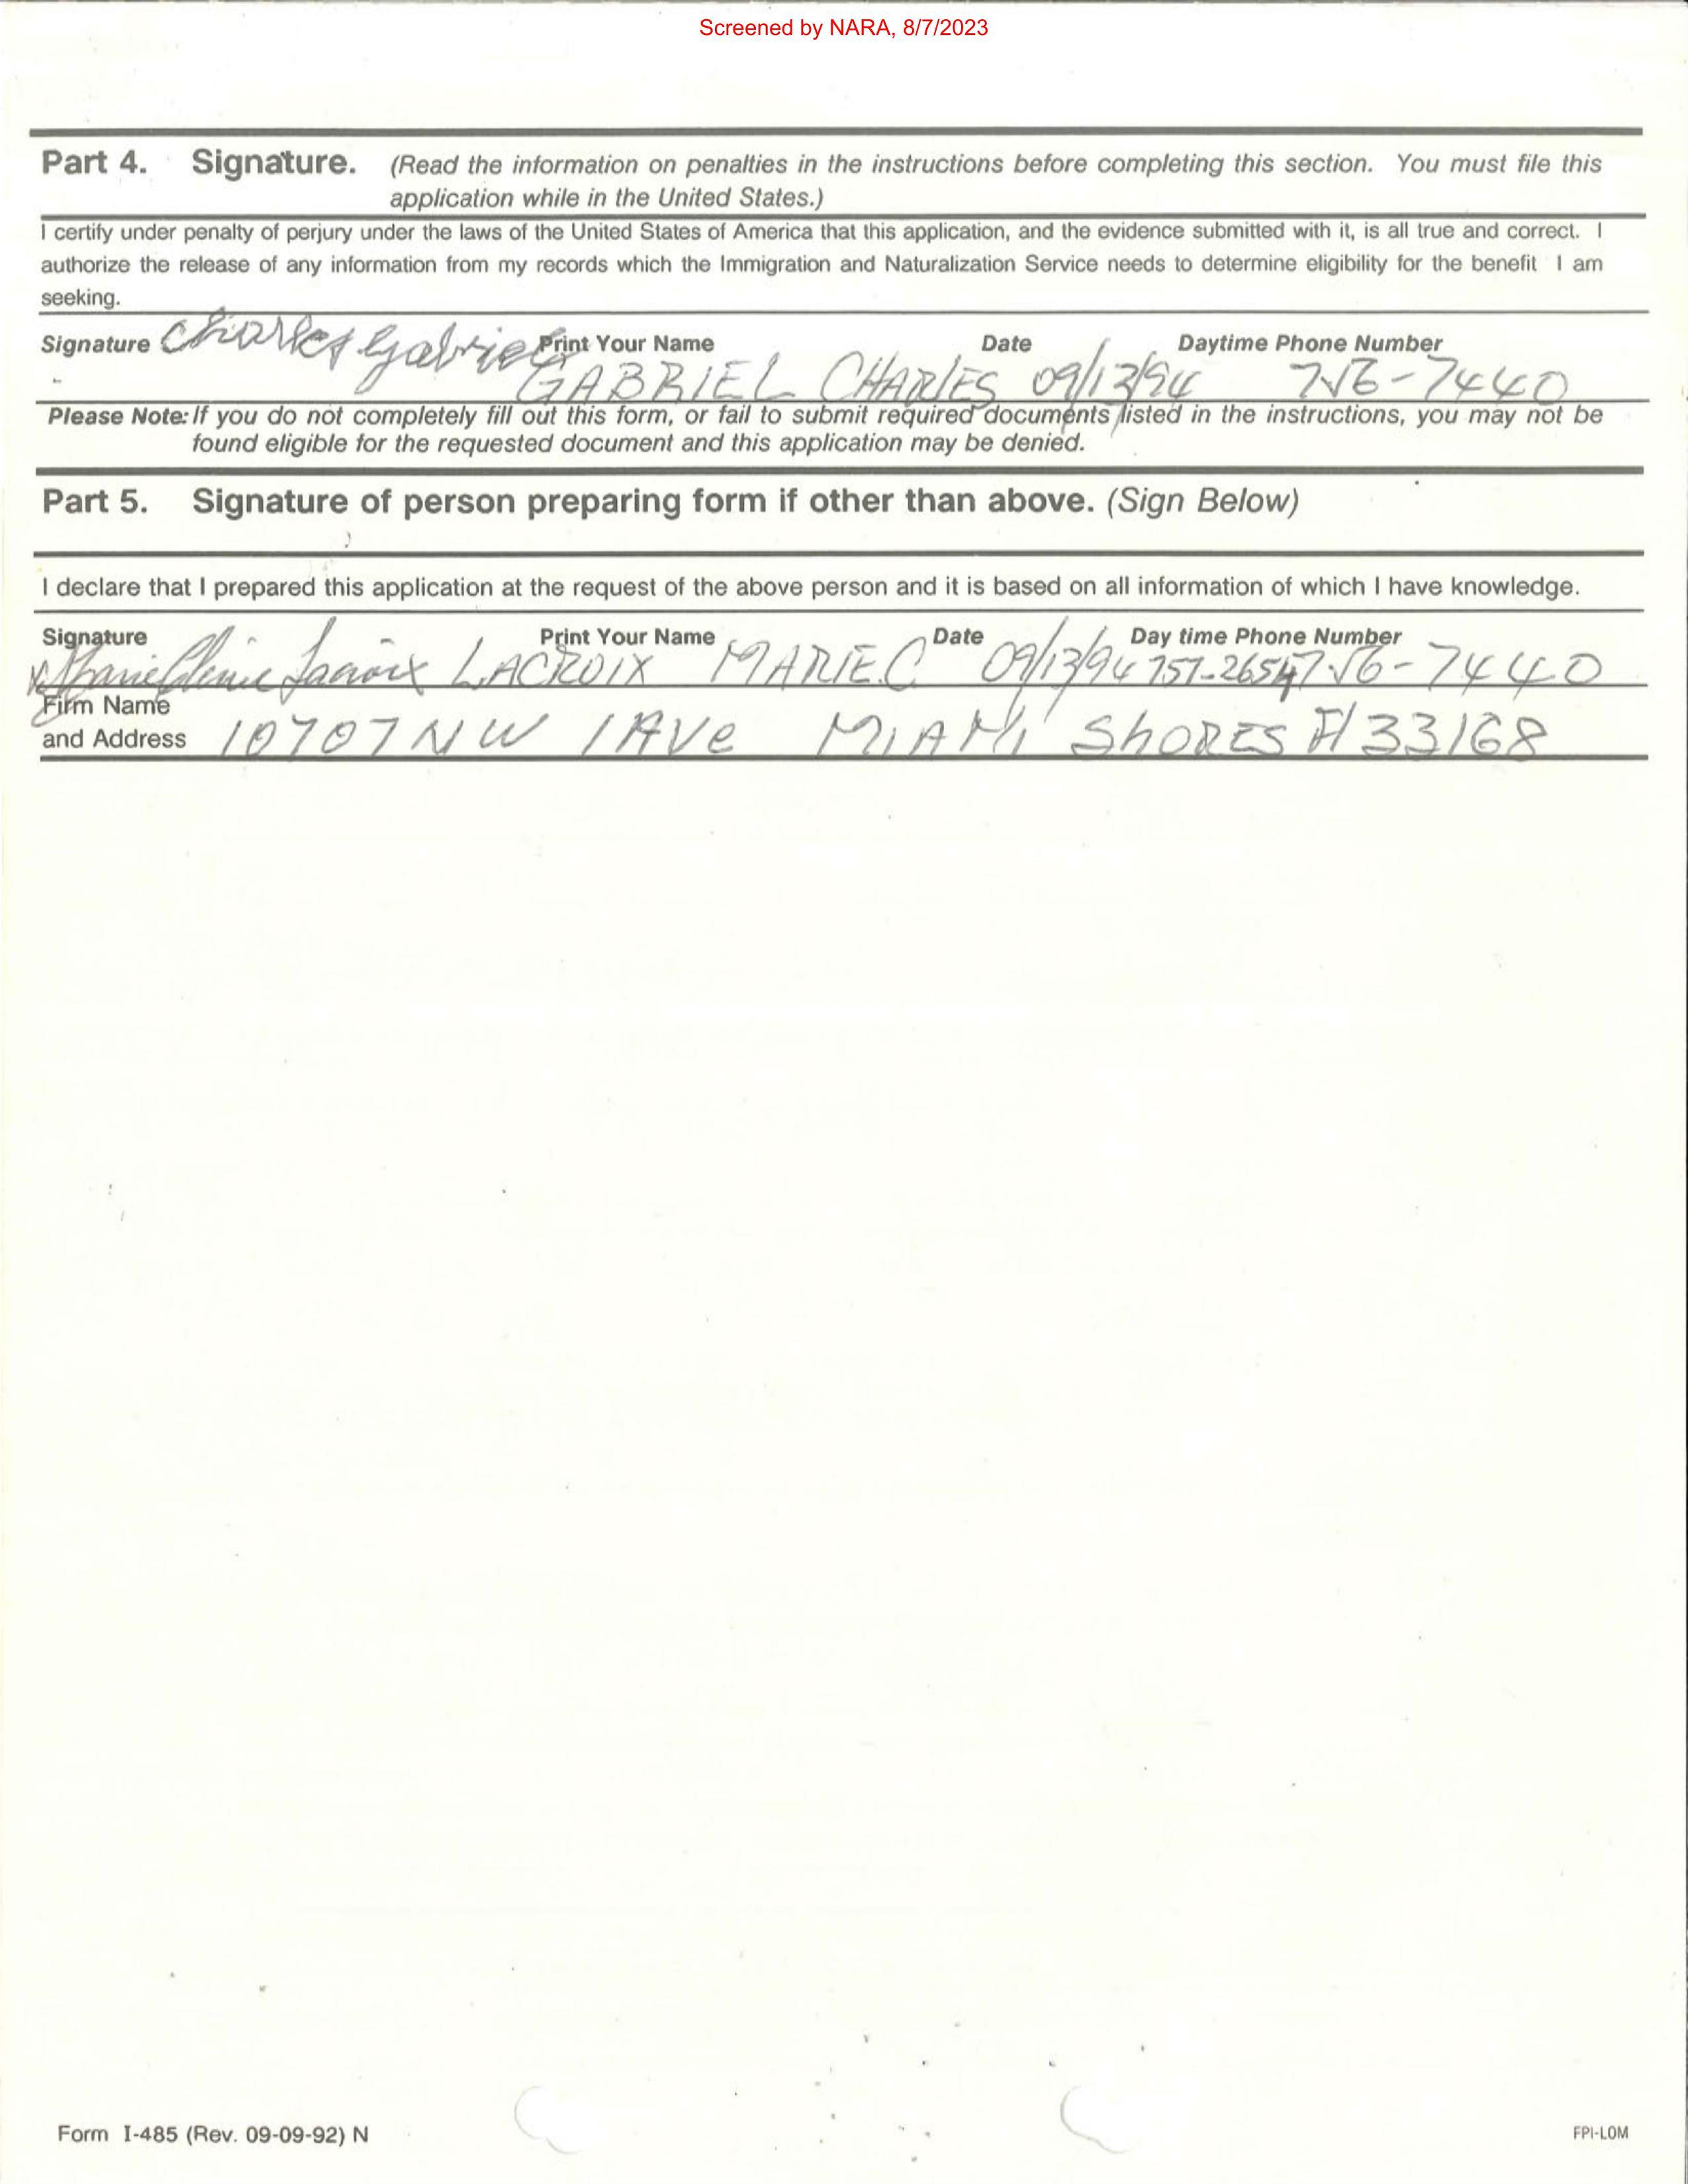 Screened by NARA, 8/7/2023
Part 4. Signature. (Read the information on penalties in the instructions before completing this section. You must file this
application while in the United States.)
I certify under penalty of perjury under the laws of the United States of America that this application, and the evidence submitted with it, is all true and correct. I
authorize the release of any information from my records which the Immigration and Naturalization Service needs to determine eligibility for the benefit I am
seeking.
Signature Charles Gabriel Print Your Name Date Daytime Phone Number
GABRIEL CHARLES 09/13/94 756-7440
Please Note: If you do not completely fill out this form, or fail to submit required documents listed in the instructions, you may not be
found eligible for the requested document and this application may be denied.
Part 5. Signature of person preparing form if other than above. (Sign Below)
I declare that I prepared this application at the request of the above person and it is based on all information of which I have knowledge.
Signature Print Your Name Date Day time Phone Number
Marie Lacroix LACROIX MARIE.C 09/13/94 756-7440
Firm Name
and Address 10707 NW 1AVe MiAMi ShORES Fl 33168
Form I-485 (Rev. 09-09-92) N
FPI-LOM